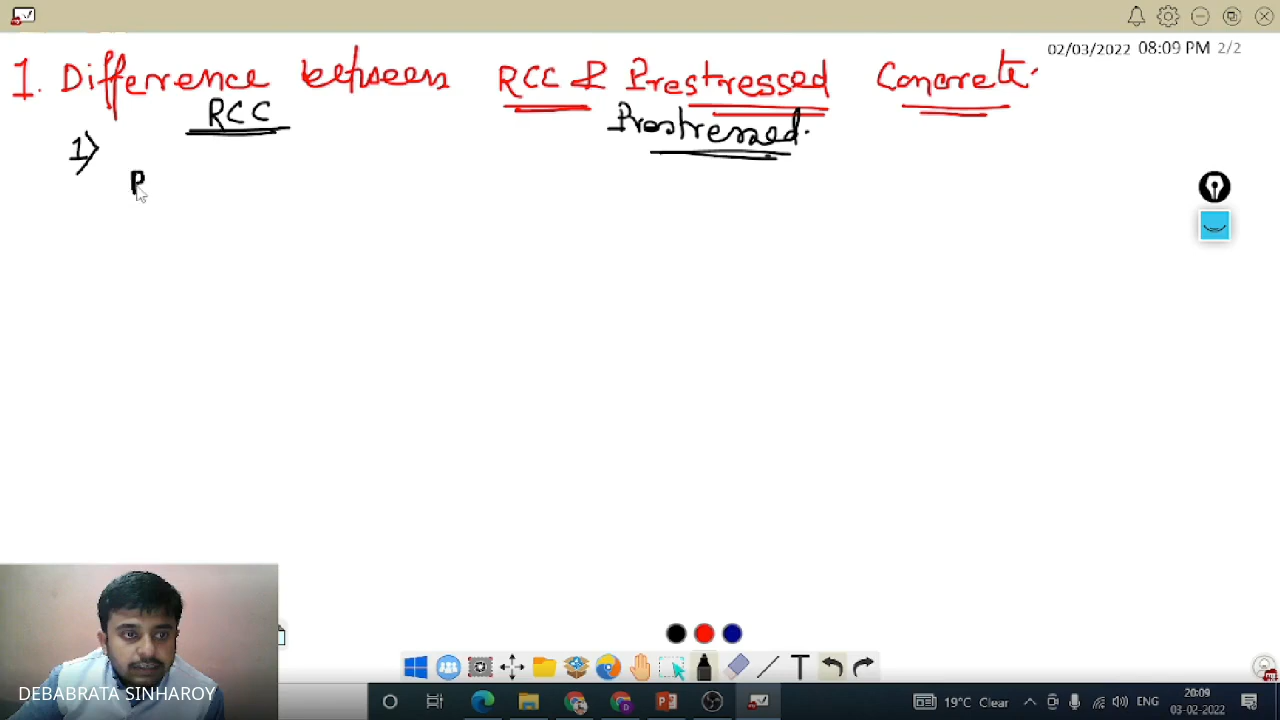 02/03/2022 08:09 PM 2/2
1. Difference between RCC & Prestressed Concrete.
RCC
Prestressed.
1)
P
DEBABRATA SINHAROY
T
19°C Clear
ENG
20:09
03-02-2022